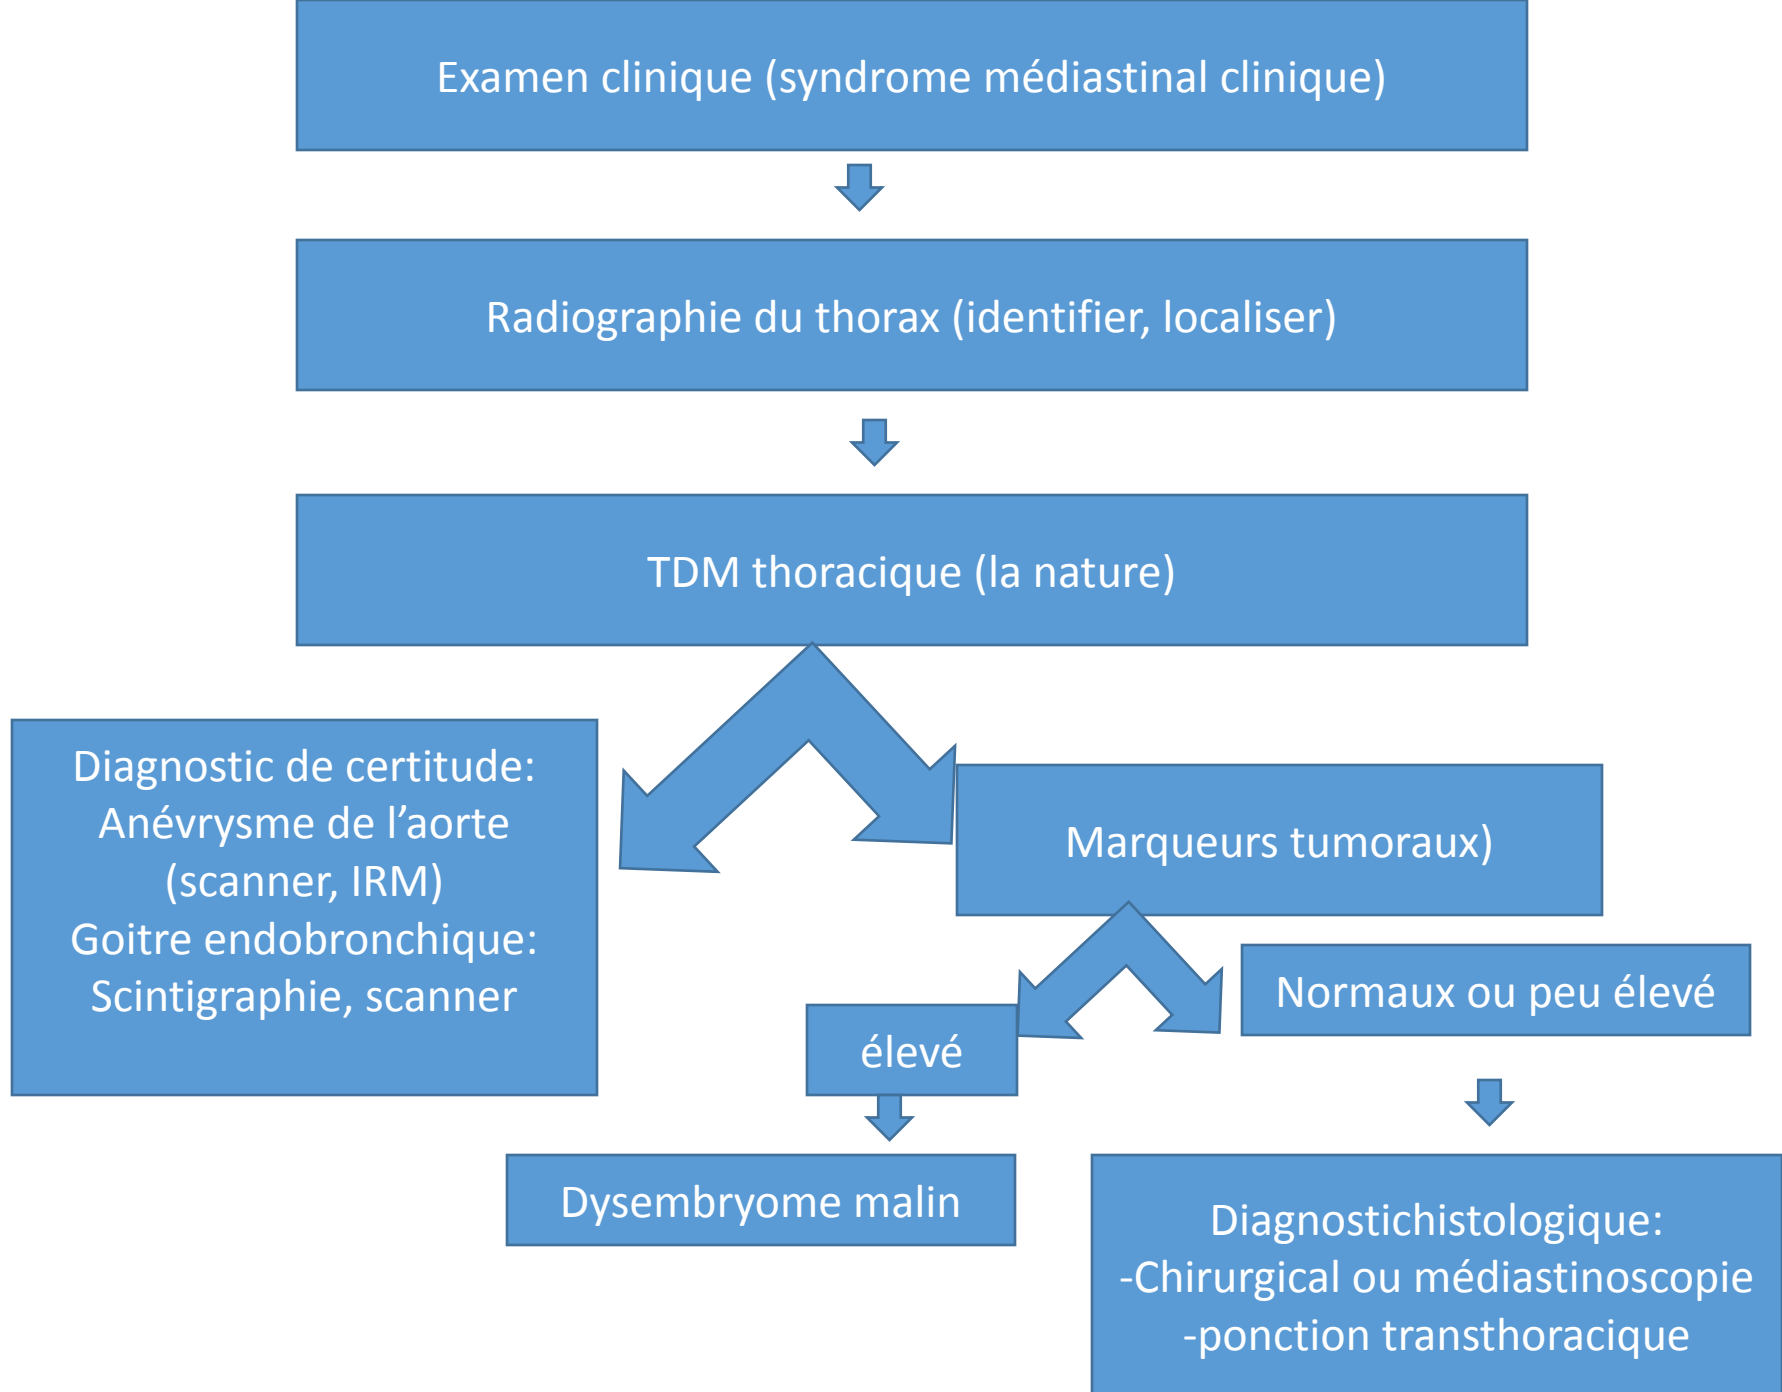 Examen clinique (syndrome médiastinal clinique)
Radiographie du thorax (identifier, localiser)
TDM thoracique (la nature)
Diagnostic de certitude:
Anévrysme de l’aorte
(scanner, IRM)
Goitre endobronchique:
Scintigraphie, scanner
Marqueurs tumoraux)
élevé
Normaux ou peu élevé
Dysembryome malin
Diagnostichistologique:
-Chirurgical ou médiastinoscopie
-ponction transthoracique